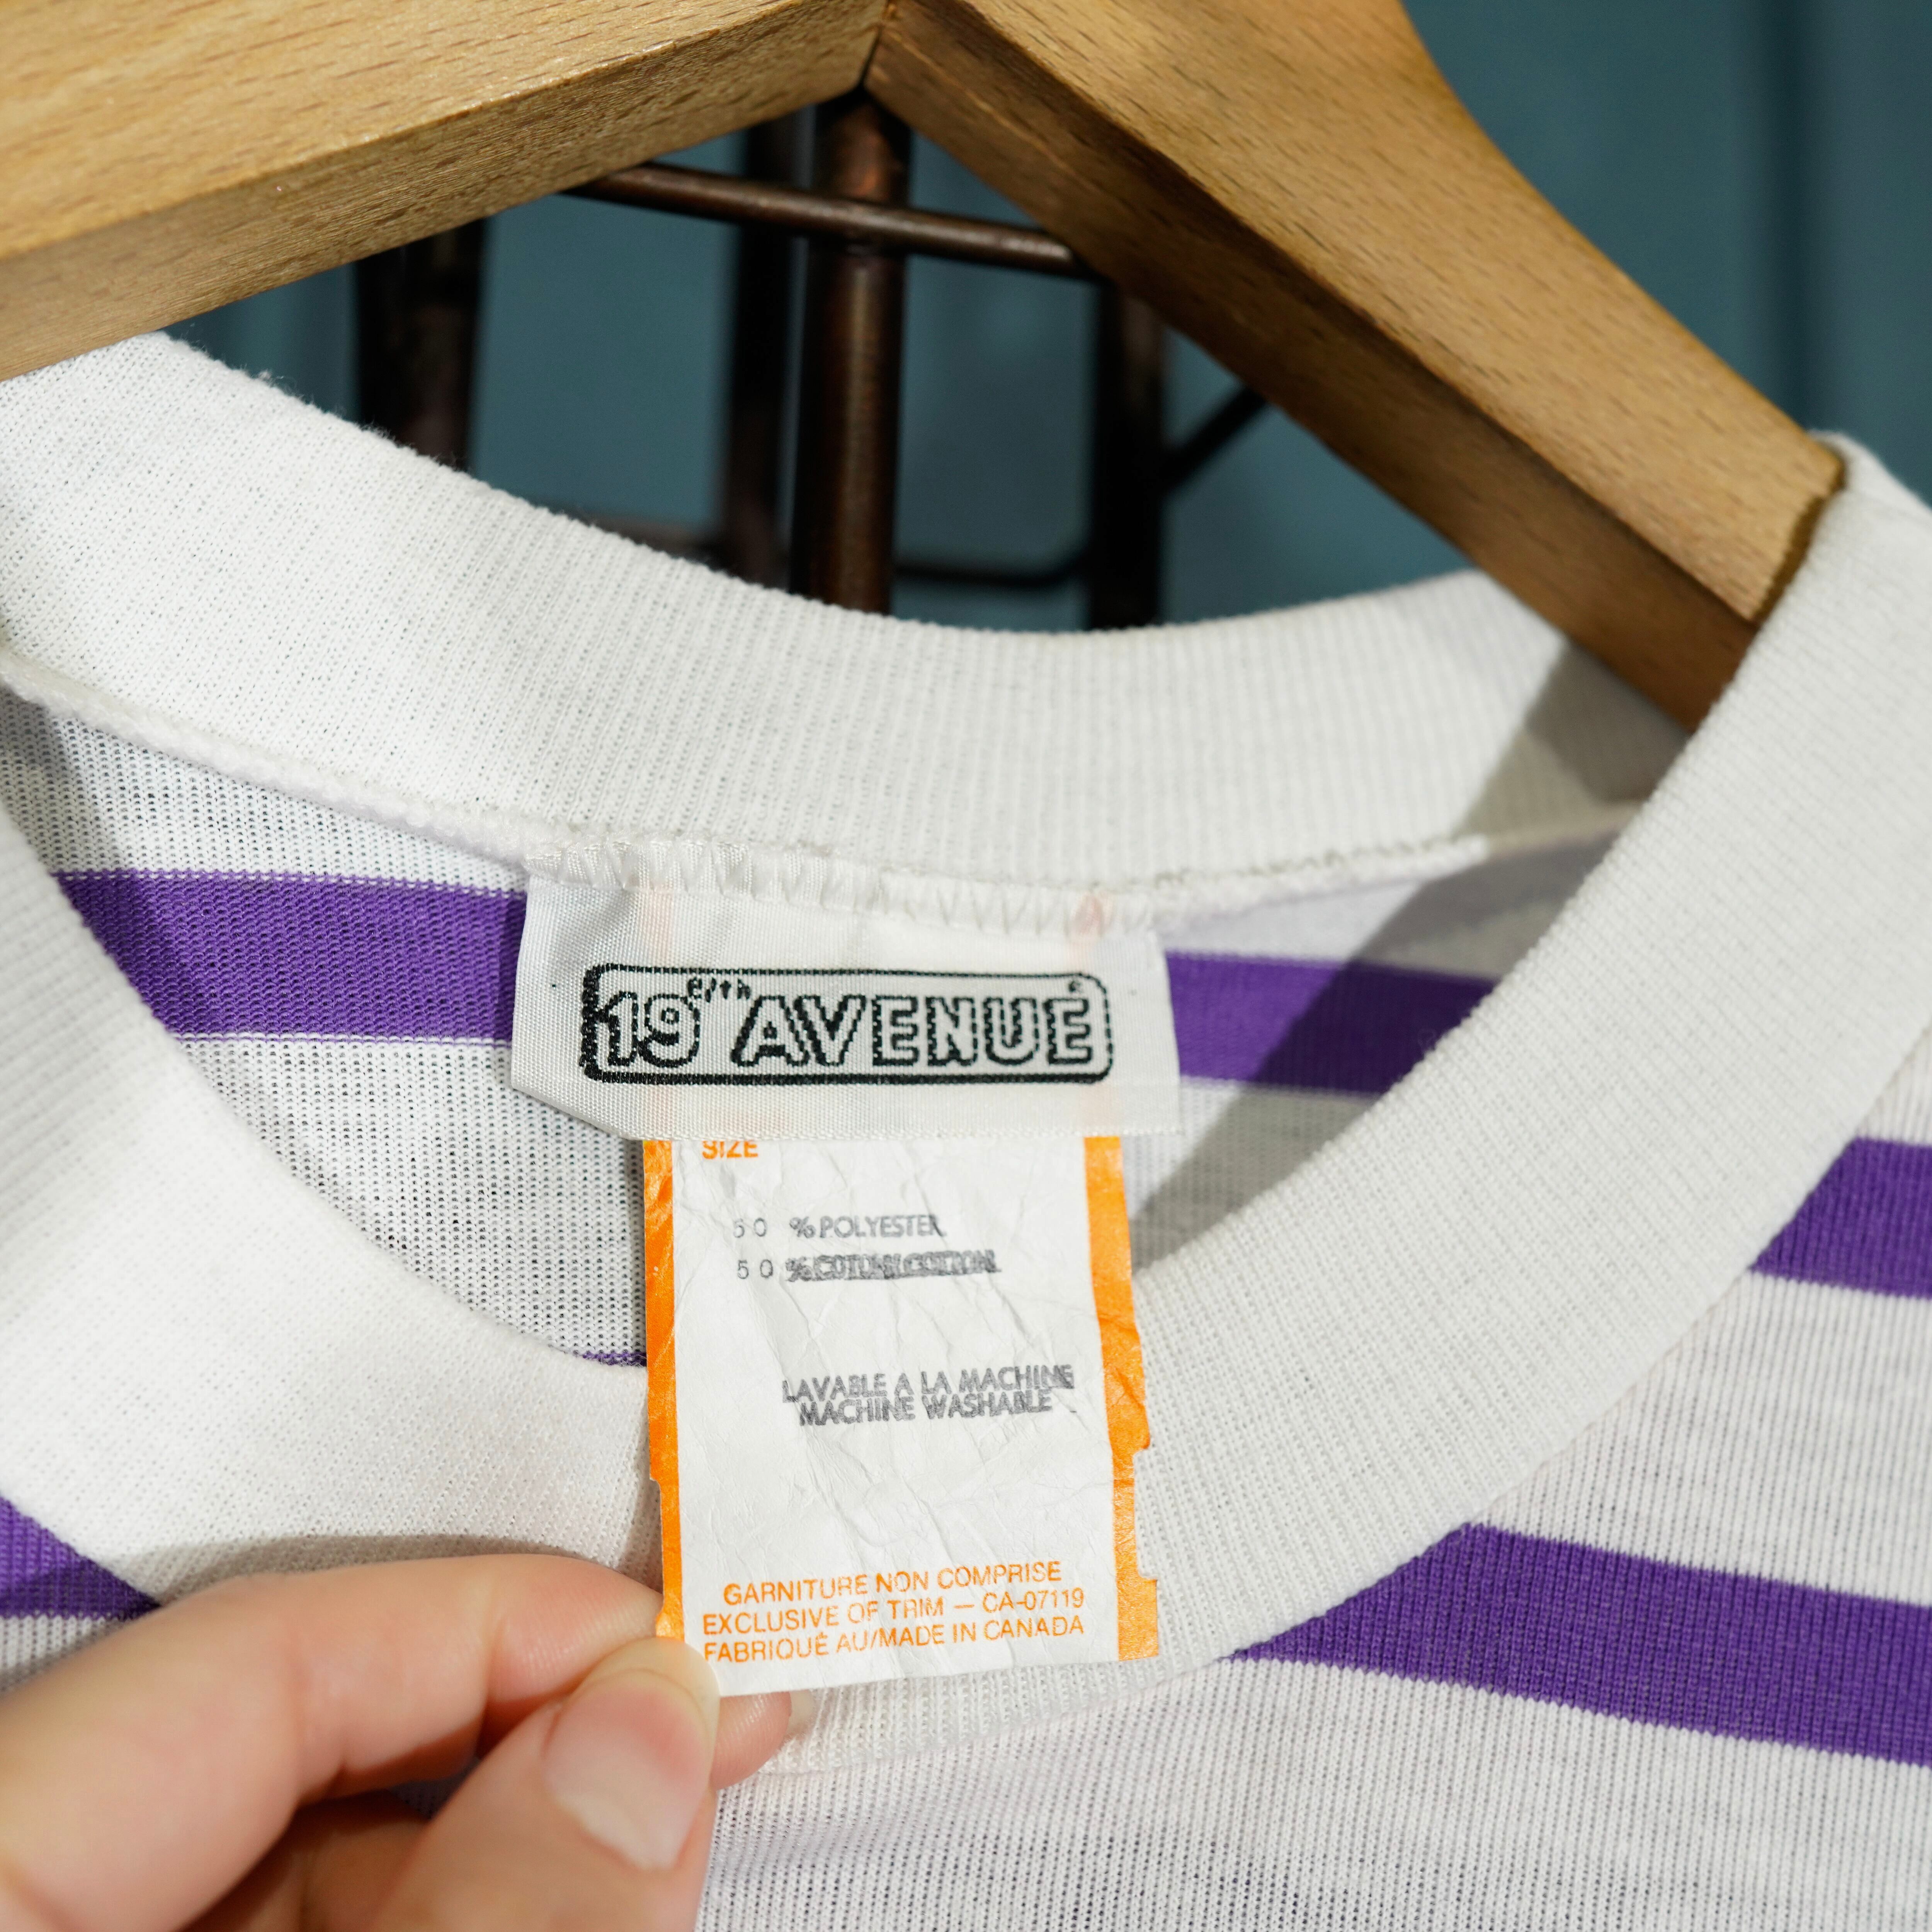 19e/th AVENUE®
SIZE
50 % POLYESTER
50 % COTON/COTTON
LAVABLE A LA MACHINE
MACHINE WASHABLE
GARNITURE NON COMPRISE
EXCLUSIVE OF TRIM — CA-07119
FABRIQUÉ AU/MADE IN CANADA